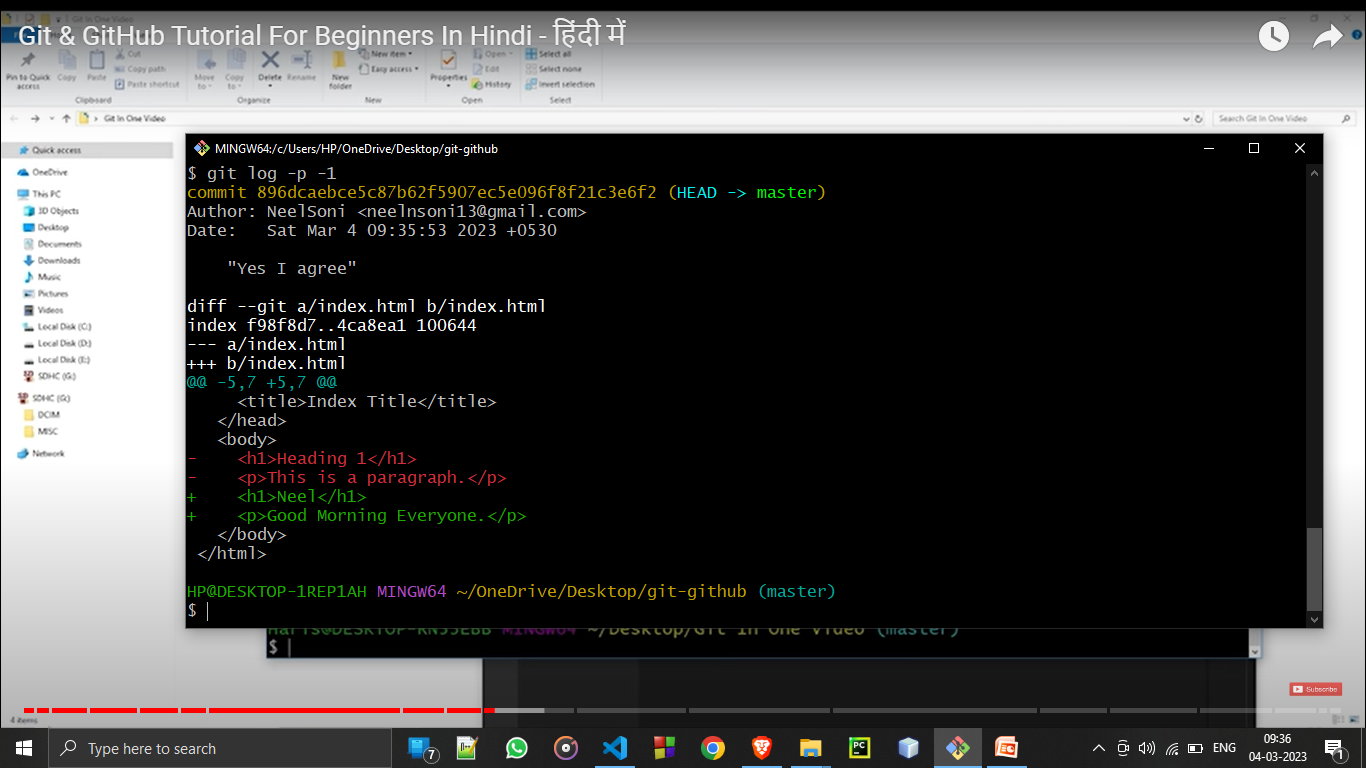 Git In One Video
Git & GitHub Tutorial For Beginners In Hindi - हिंदी में
Pin to Quick access
Copy
Paste
Cut
Copy path
Paste shortcut
Move to
Copy to
Delete
Rename
New folder
New item
Easy access
Properties
Open
Edit
History
Select all
Select none
Invert selection
Clipboard
Organize
New
Open
Select
Git In One Video
Search Git In One Video
Quick access
OneDrive
This PC
3D Objects
Desktop
Documents
Downloads
Music
Pictures
Videos
Local Disk (C:)
Local Disk (D:)
Local Disk (E:)
SDHC (G:)
SDHC (G:)
DCIM
MISC
Network
4 items
MINGW64:/c/Users/HP/OneDrive/Desktop/git-github
$ git log -p -1
commit 896dcaebce5c87b62f5907ec5e096f8f21c3e6f2 (HEAD -> master)
Author: NeelSoni <neelnsoni13@gmail.com>
Date:   Sat Mar 4 09:35:53 2023 +0530
"Yes I agree"
diff --git a/index.html b/index.html
index f98f8d7..4ca8ea1 100644
--- a/index.html
+++ b/index.html
@@ -5,7 +5,7 @@
<title>Index Title</title>
</head>
<body>
-    <h1>Heading 1</h1>
-    <p>This is a paragraph.</p>
+    <h1>Neel</h1>
+    <p>Good Morning Everyone.</p>
</body>
</html>
HP@DESKTOP-1REP1AH MINGW64 ~/OneDrive/Desktop/git-github (master)
$
MINGW64 ~/Desktop/Git In One Video (master)
$
Subscribe
Type here to search
7
PC
ENG
09:36
04-03-2023
1